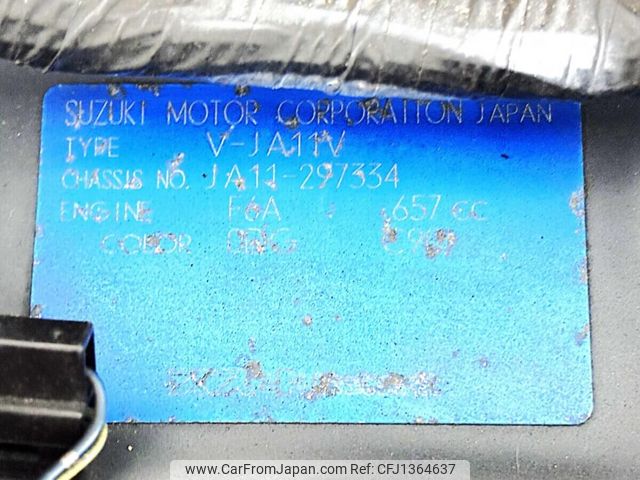 SUZUKI MOTOR CORPORATION JAPAN
TYPE V-JA11V
CHASSIS NO. JA11-297334
ENGINE F6A .657 CC
COLOR
www.CarFromJapan.com | CFJ1364637